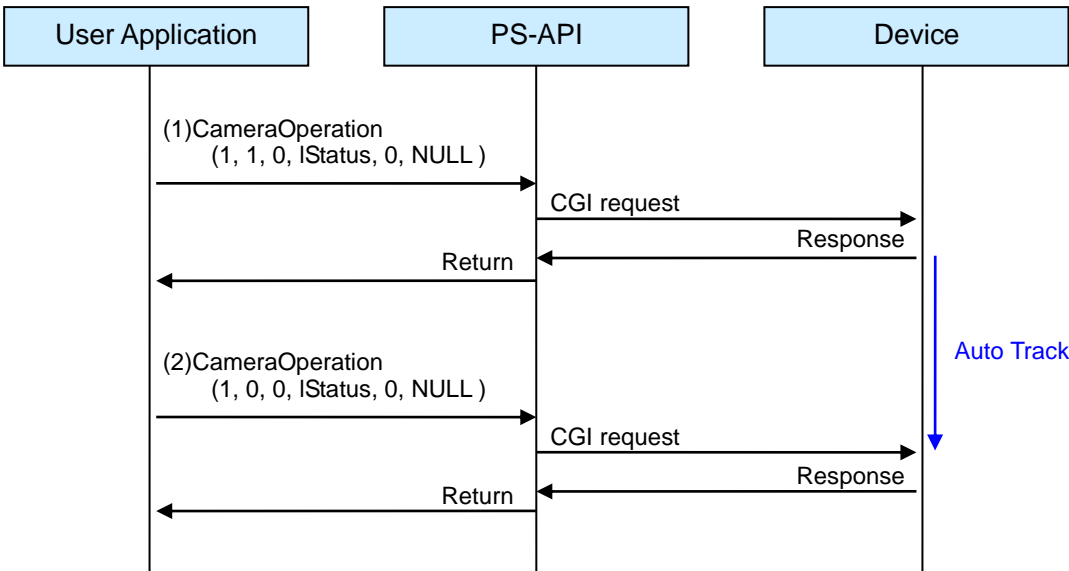 User Application
PS-API
Device
(1)CameraOperation
(1, 1, 0, lStatus, 0, NULL )
CGI request
Response
Return
Auto Track
(2)CameraOperation
(1, 0, 0, lStatus, 0, NULL )
CGI request
Response
Return